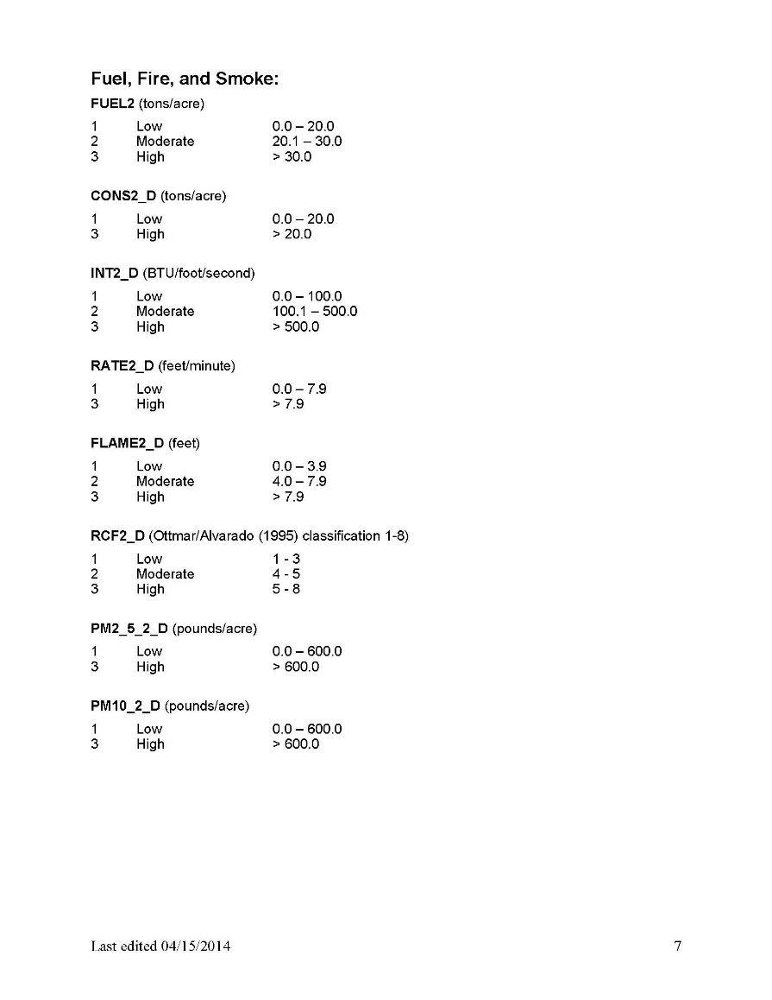 Fuel, Fire, and Smoke:
FUEL2 (tons/acre)
1 Low 0.0 – 20.0
2 Moderate 20.1 – 30.0
3 High > 30.0
CONS2_D (tons/acre)
1 Low 0.0 – 20.0
3 High > 20.0
INT2_D (BTU/foot/second)
1 Low 0.0 – 100.0
2 Moderate 100.1 – 500.0
3 High > 500.0
RATE2_D (feet/minute)
1 Low 0.0 – 7.9
3 High > 7.9
FLAME2_D (feet)
1 Low 0.0 – 3.9
2 Moderate 4.0 – 7.9
3 High > 7.9
RCF2_D (Ottmar/Alvarado (1995) classification 1-8)
1 Low 1 - 3
2 Moderate 4 - 5
3 High 5 - 8
PM2_5_2_D (pounds/acre)
1 Low 0.0 – 600.0
3 High > 600.0
PM10_2_D (pounds/acre)
1 Low 0.0 – 600.0
3 High > 600.0
Last edited 04/15/2014 7